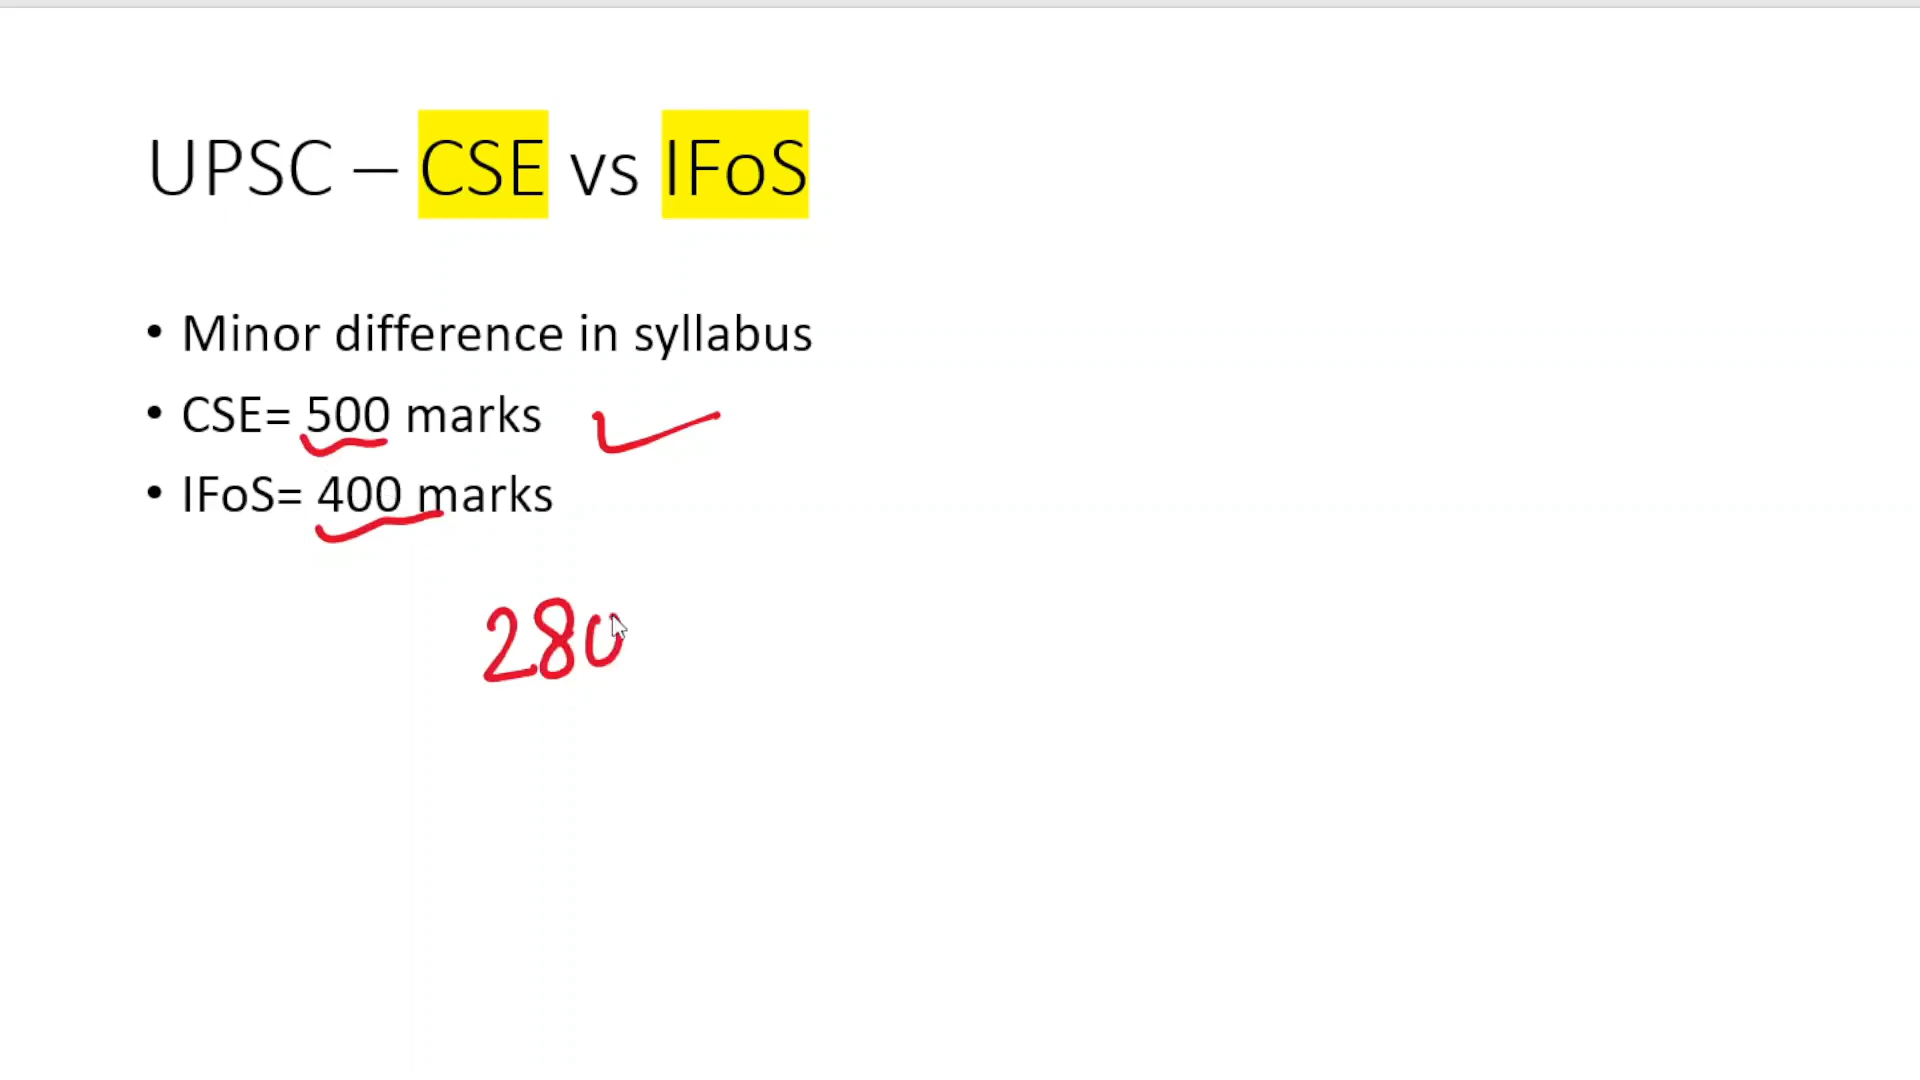 UPSC – CSE vs IFoS
• Minor difference in syllabus
• CSE= 500 marks
• IFoS= 400 marks
280